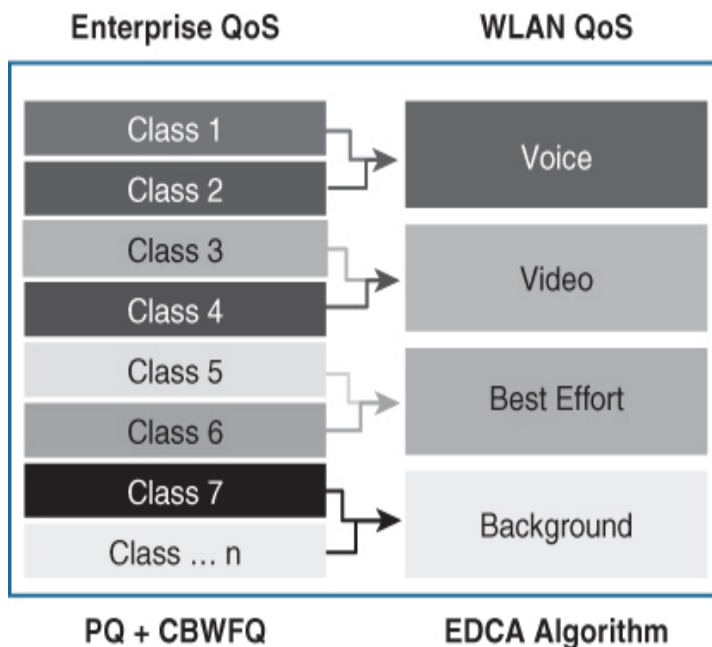 Enterprise QoS
WLAN QoS
Class 1
Class 2
Class 3
Class 4
Class 5
Class 6
Class 7
Class ... n
Voice
Video
Best Effort
Background
PQ + CBWFQ
EDCA Algorithm